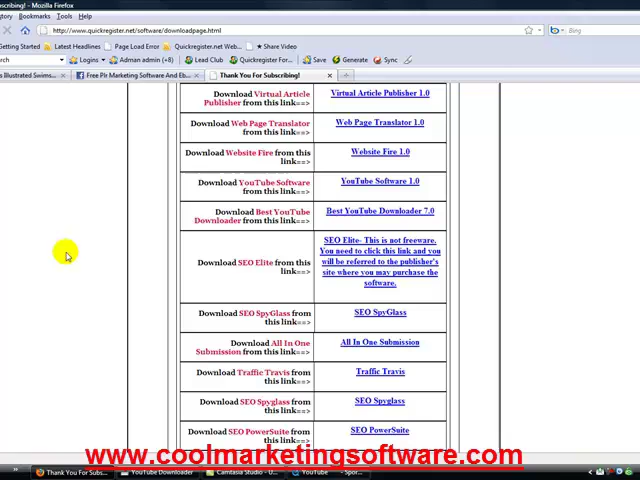 scribing! - Mozilla Firefox
story Bookmarks Tools Help
http://www.quickregister.net/software/downloadpage.html
Bing
Getting Started Latest Headlines Page Load Error Quickregister.net Web... ★ Share Video
rch Logins Adman admin (+8) Lead Club Quickregister For... Save Generate Sync
s Illustrated Swims... Free Plr Marketing Software And Eb... Thank You For Subscribing!
Download Virtual Article
Publisher from this link==>
Virtual Article Publisher 1.0
Download Web Page Translator
from this link==>
Web Page Translator 1.0
Download Website Fire from this
link==>
Website Fire 1.0
Download YouTube Software
from this link==>
YouTube Software 1.0
Download Best YouTube
Downloader from this link==>
Best YouTube Downloader 7.0
Download SEO Elite from this
link==>
SEO Elite- This is not freeware.
You need to click this link and you
will be referred to the publisher's
site where you may purchase the
software.
Download SEO SpyGlass from
this link==>
SEO SpyGlass
Download All In One
Submission from this link==>
All In One Submission
Download Traffic Travis from
this link==>
Traffic Travis
Download SEO Spyglass from
this link==>
SEO Spyglass
Download SEO PowerSuite
from this link==>
SEO PowerSuite
www.coolmarketingsoftware.com
Thank You For Subs... YouTube Downloader Camtasia Studio - U... YouTube - Spor...